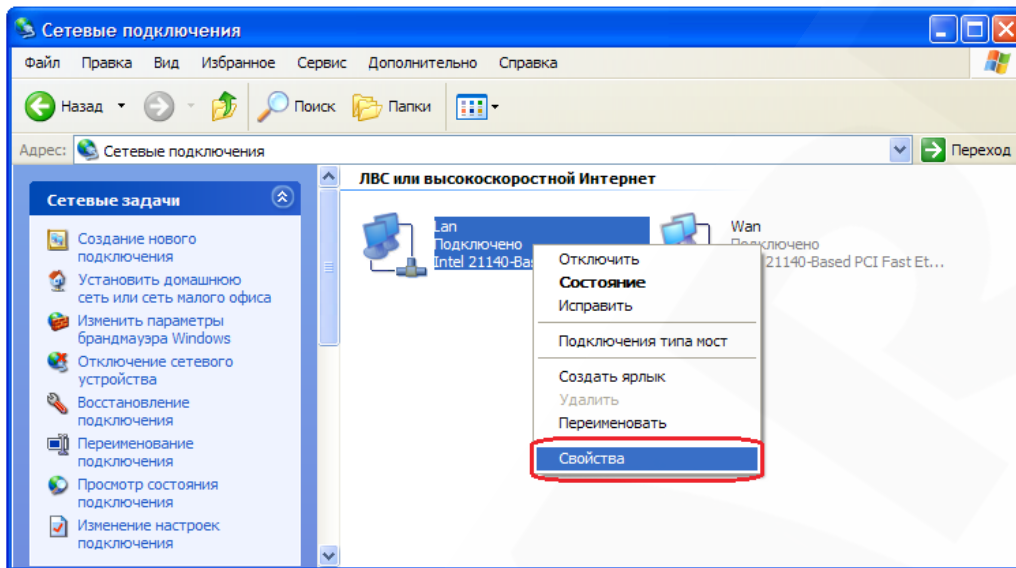 Сетевые подключения
Файл Правка Вид Избранное Сервис Дополнительно Справка
Назад Поиск Папки
Адрес: Сетевые подключения Переход
Сетевые задачи
Создание нового
подключения
Установить домашнюю
сеть или сеть малого офиса
Изменить параметры
брандмауэра Windows
Отключение сетевого
устройства
Восстановление
подключения
Переименование
подключения
Просмотр состояния
подключения
Изменение настроек
подключения
ЛВС или высокоскоростной Интернет
Lan
Подключено
Intel 21140-Bas
Wan
Подключено
21140-Based PCI Fast Et...
Отключить
Состояние
Исправить
Подключения типа мост
Создать ярлык
Удалить
Переименовать
Свойства